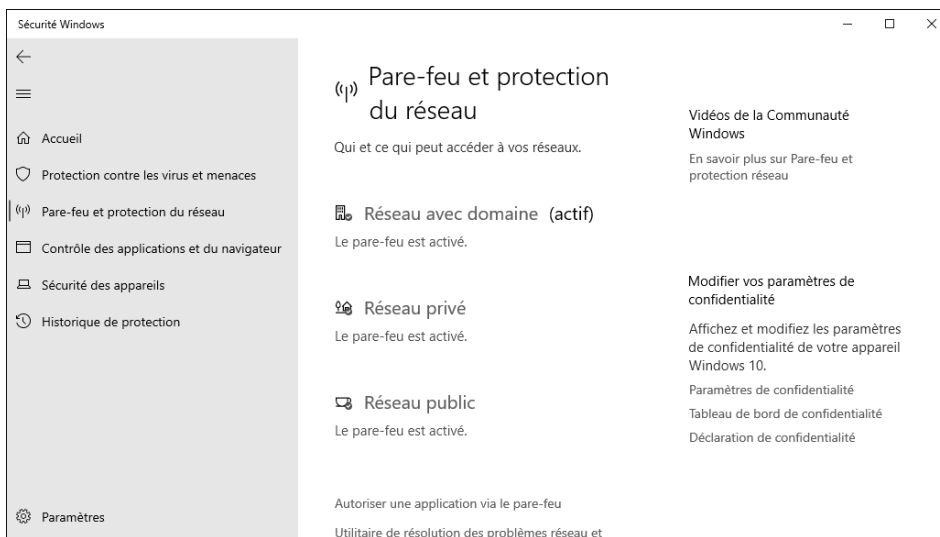 Sécurité Windows
Accueil
Protection contre les virus et menaces
Pare-feu et protection du réseau
Contrôle des applications et du navigateur
Sécurité des appareils
Historique de protection
Paramètres
Pare-feu et protection
du réseau
Qui et ce qui peut accéder à vos réseaux.
Réseau avec domaine (actif)
Le pare-feu est activé.
Réseau privé
Le pare-feu est activé.
Réseau public
Le pare-feu est activé.
Autoriser une application via le pare-feu
Utilitaire de résolution des problèmes réseau et
Vidéos de la Communauté
Windows
En savoir plus sur Pare-feu et
protection réseau
Modifier vos paramètres de
confidentialité
Affichez et modifiez les paramètres
de confidentialité de votre appareil
Windows 10.
Paramètres de confidentialité
Tableau de bord de confidentialité
Déclaration de confidentialité